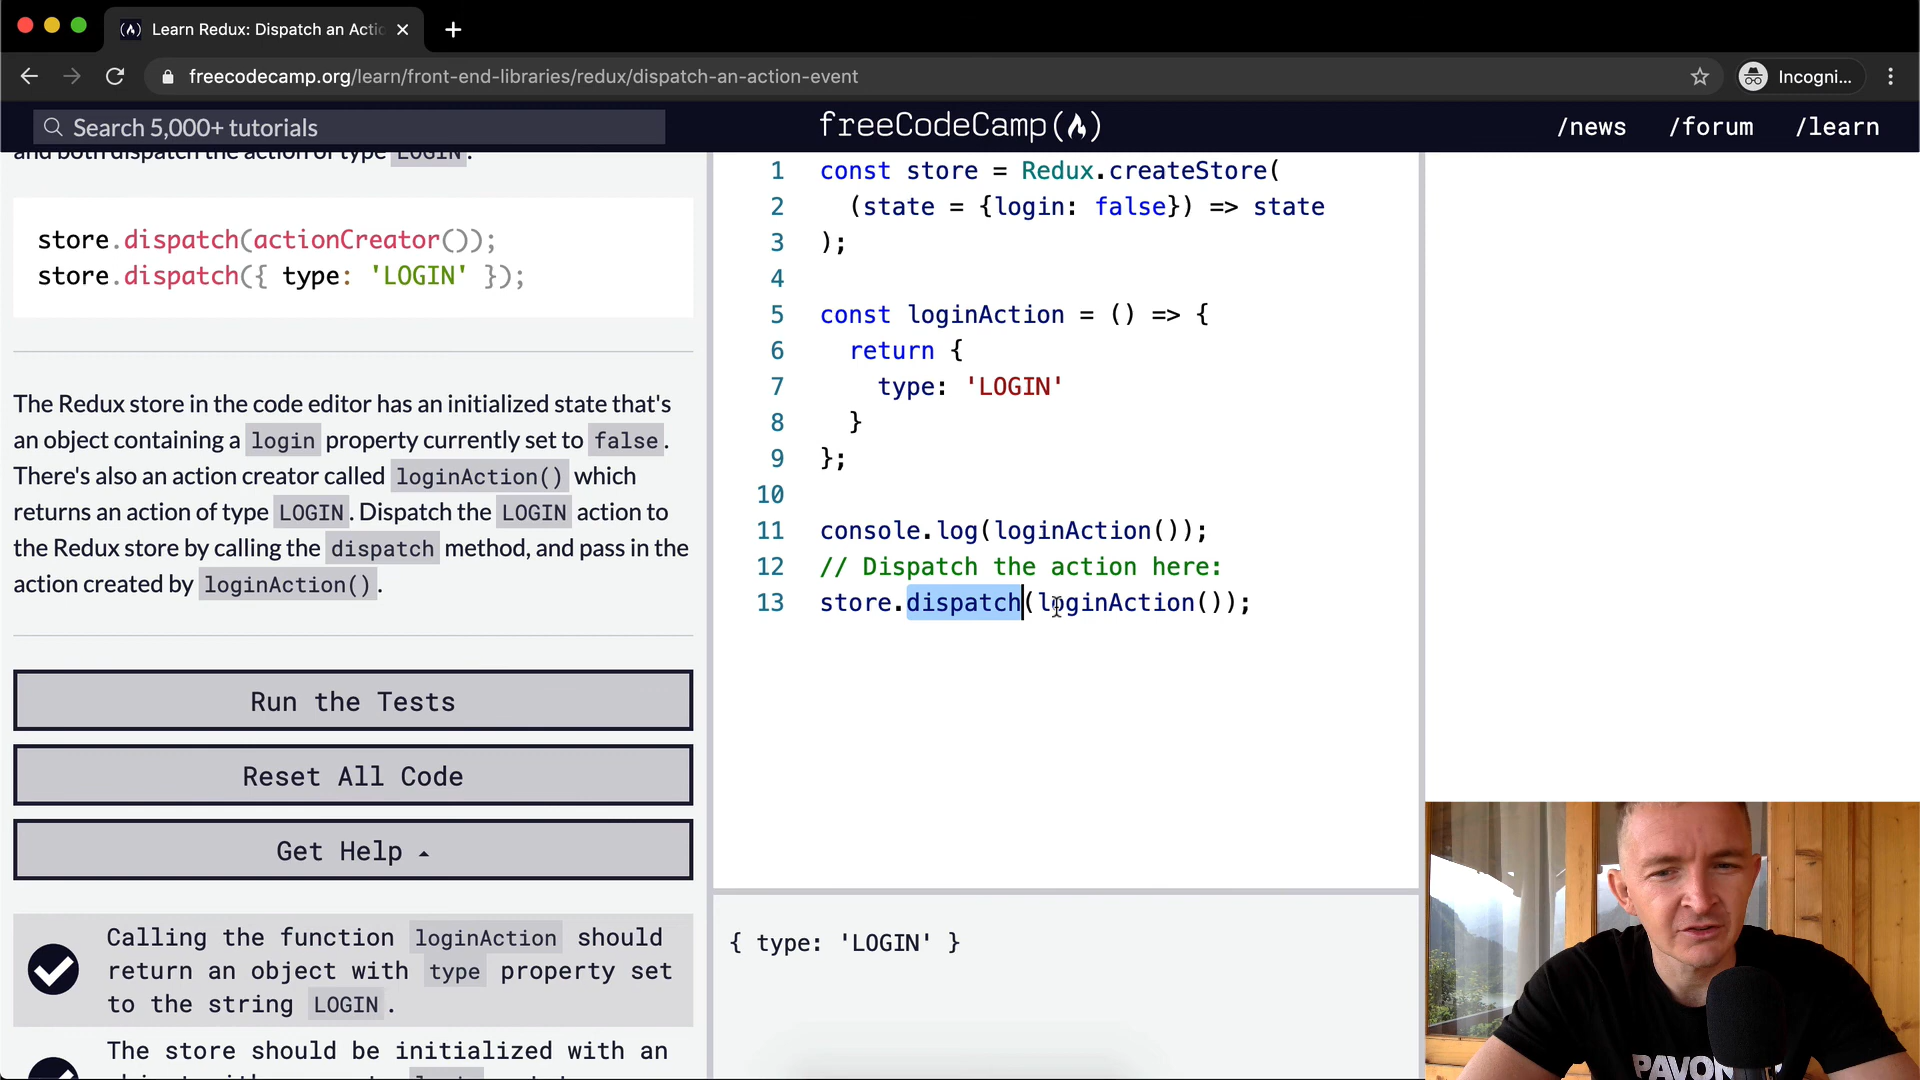 Learn Redux: Dispatch an Actio
freecodecamp.org/learn/front-end-libraries/redux/dispatch-an-action-event
Incogni...
Search 5,000+ tutorials
freeCodeCamp
/news /forum /learn
and both dispatch the action of type LOGIN.
store.dispatch(actionCreator());
store.dispatch({ type: 'LOGIN' });
The Redux store in the code editor has an initialized state that's
an object containing a login property currently set to false.
There's also an action creator called loginAction() which
returns an action of type LOGIN. Dispatch the LOGIN action to
the Redux store by calling the dispatch method, and pass in the
action created by loginAction().
Run the Tests
Reset All Code
Get Help
Calling the function loginAction should
return an object with type property set
to the string LOGIN.
The store should be initialized with an
1 const store = Redux.createStore(
2 (state = {login: false}) => state
3 );
4
5 const loginAction = () => {
6 return {
7 type: 'LOGIN'
8 }
9 };
10
11 console.log(loginAction());
12 // Dispatch the action here:
13 store.dispatch(loginAction());
{ type: 'LOGIN' }
PAVON